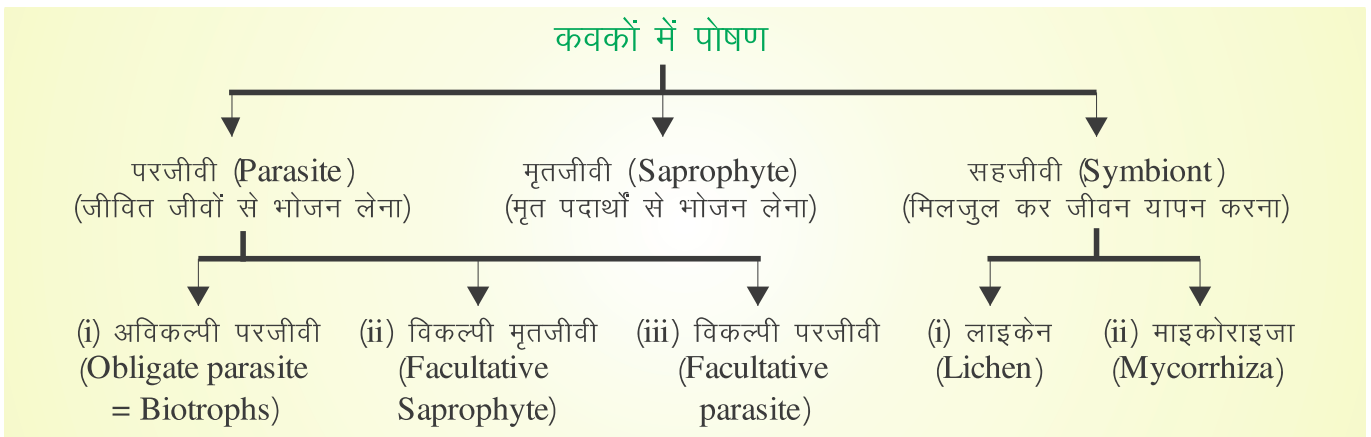 कवकों में पोषण
परजीवी (Parasite)
(जीवित जीवों से भोजन लेना)
मृतजीवी (Saprophyte)
(मृत पदार्थों से भोजन लेना)
सहजीवी (Symbiont)
(मिलजुल कर जीवन यापन करना)
(i) अविकल्पी परजीवी
(Obligate parasite
= Biotrophs)
(ii) विकल्पी मृतजीवी
(Facultative
Saprophyte)
(iii) विकल्पी परजीवी
(Facultative
parasite)
(i) लाइकेन
(Lichen)
(ii) माइकोराइजा
(Mycorrhiza)